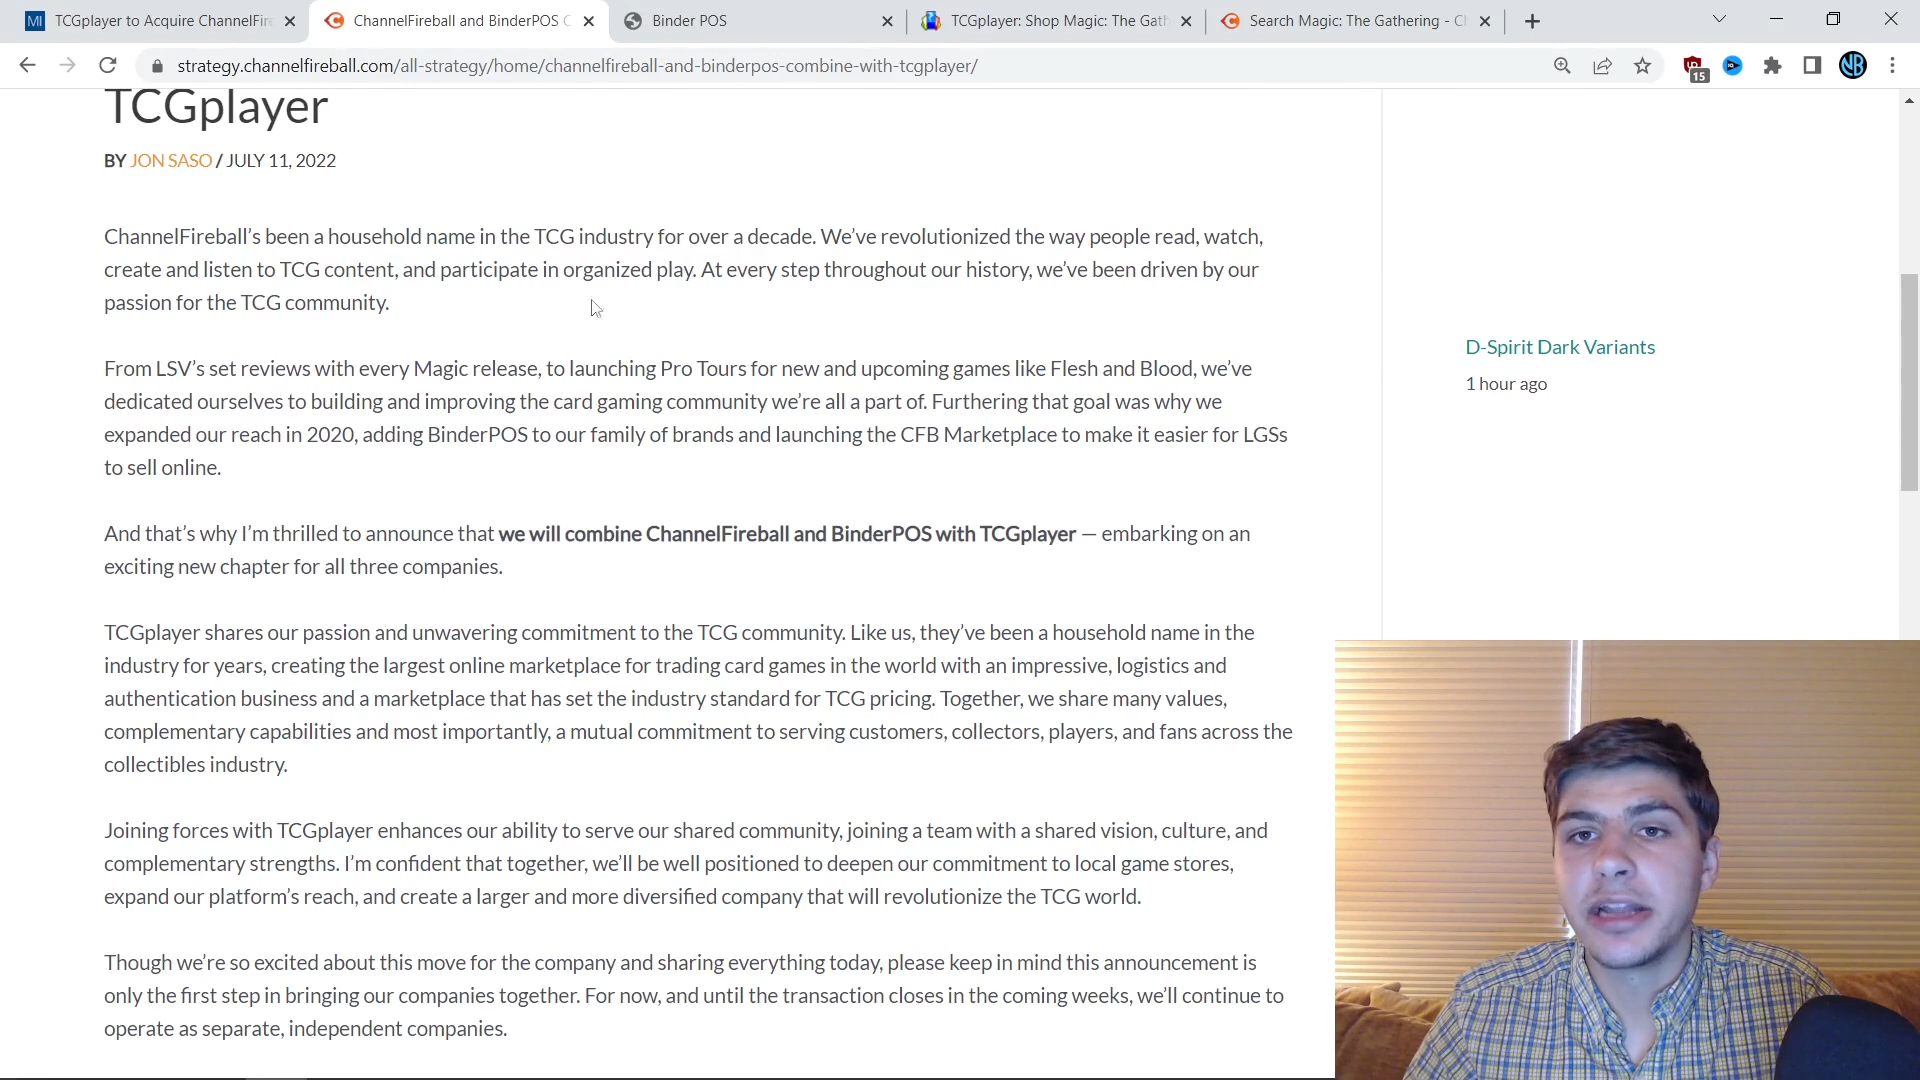 TCGplayer to Acquire ChannelFire
ChannelFireball and BinderPOS C
Binder POS
TCGplayer: Shop Magic: The Gath
Search Magic: The Gathering - Ch
strategy.channelfireball.com/all-strategy/home/channelfireball-and-binderpos-combine-with-tcgplayer/
15
TCGplayer
BY JON SASO / JULY 11, 2022
ChannelFireball's been a household name in the TCG industry for over a decade. We've revolutionized the way people read, watch,
create and listen to TCG content, and participate in organized play. At every step throughout our history, we've been driven by our
passion for the TCG community.
From LSV's set reviews with every Magic release, to launching Pro Tours for new and upcoming games like Flesh and Blood, we've
dedicated ourselves to building and improving the card gaming community we're all a part of. Furthering that goal was why we
expanded our reach in 2020, adding BinderPOS to our family of brands and launching the CFB Marketplace to make it easier for LGSs
to sell online.
And that's why I'm thrilled to announce that we will combine ChannelFireball and BinderPOS with TCGplayer — embarking on an
exciting new chapter for all three companies.
TCGplayer shares our passion and unwavering commitment to the TCG community. Like us, they've been a household name in the
industry for years, creating the largest online marketplace for trading card games in the world with an impressive, logistics and
authentication business and a marketplace that has set the industry standard for TCG pricing. Together, we share many values,
complementary capabilities and most importantly, a mutual commitment to serving customers, collectors, players, and fans across the
collectibles industry.
Joining forces with TCGplayer enhances our ability to serve our shared community, joining a team with a shared vision, culture, and
complementary strengths. I'm confident that together, we'll be well positioned to deepen our commitment to local game stores,
expand our platform's reach, and create a larger and more diversified company that will revolutionize the TCG world.
Though we're so excited about this move for the company and sharing everything today, please keep in mind this announcement is
only the first step in bringing our companies together. For now, and until the transaction closes in the coming weeks, we'll continue to
operate as separate, independent companies.
D-Spirit Dark Variants
1 hour ago